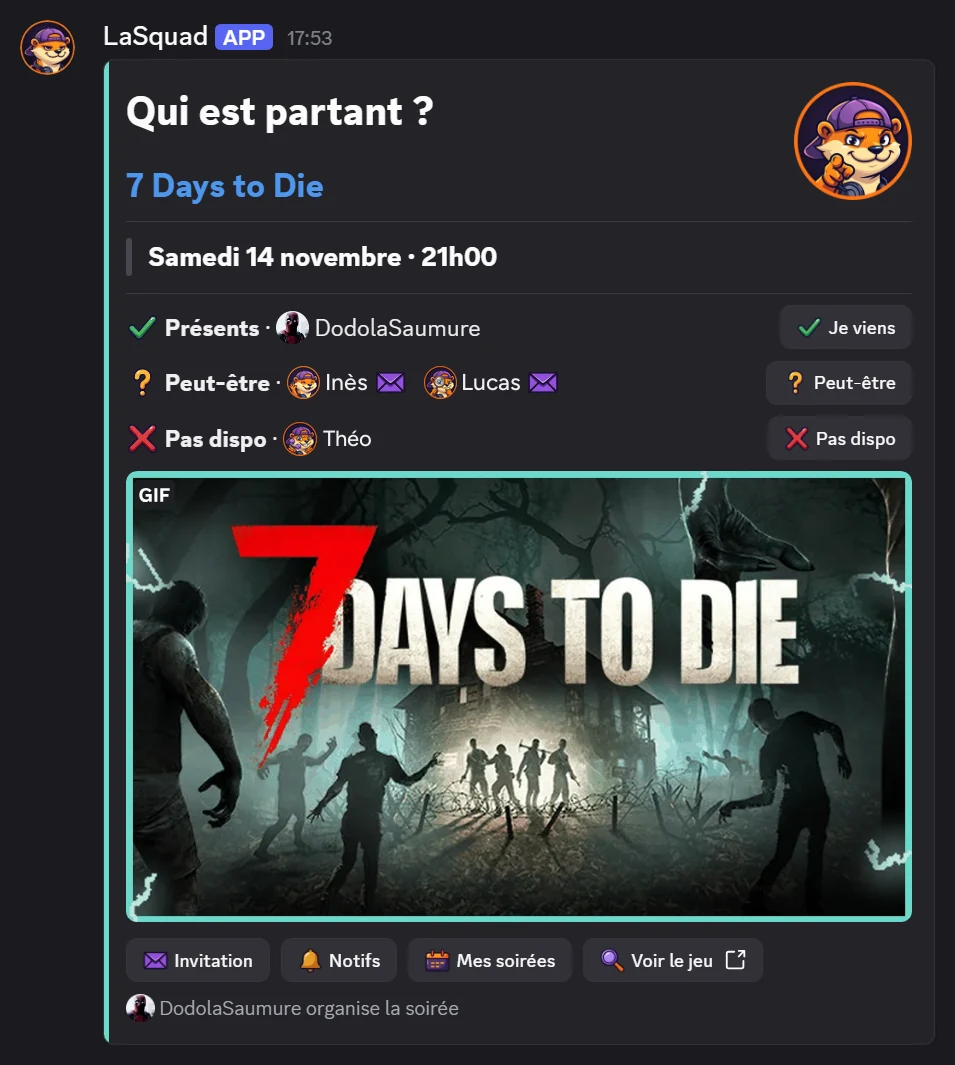 LaSquad APP 17:53
Qui est partant ?
7 Days to Die
Samedi 14 novembre · 21h00
Présents · DodolaSaumure
Je viens
Peut-être · Inès Lucas
Peut-être
Pas dispo · Théo
Pas dispo
GIF
7 DAYS TO DIE
Invitation Notifs Mes soirées Voir le jeu
DodolaSaumure organise la soirée